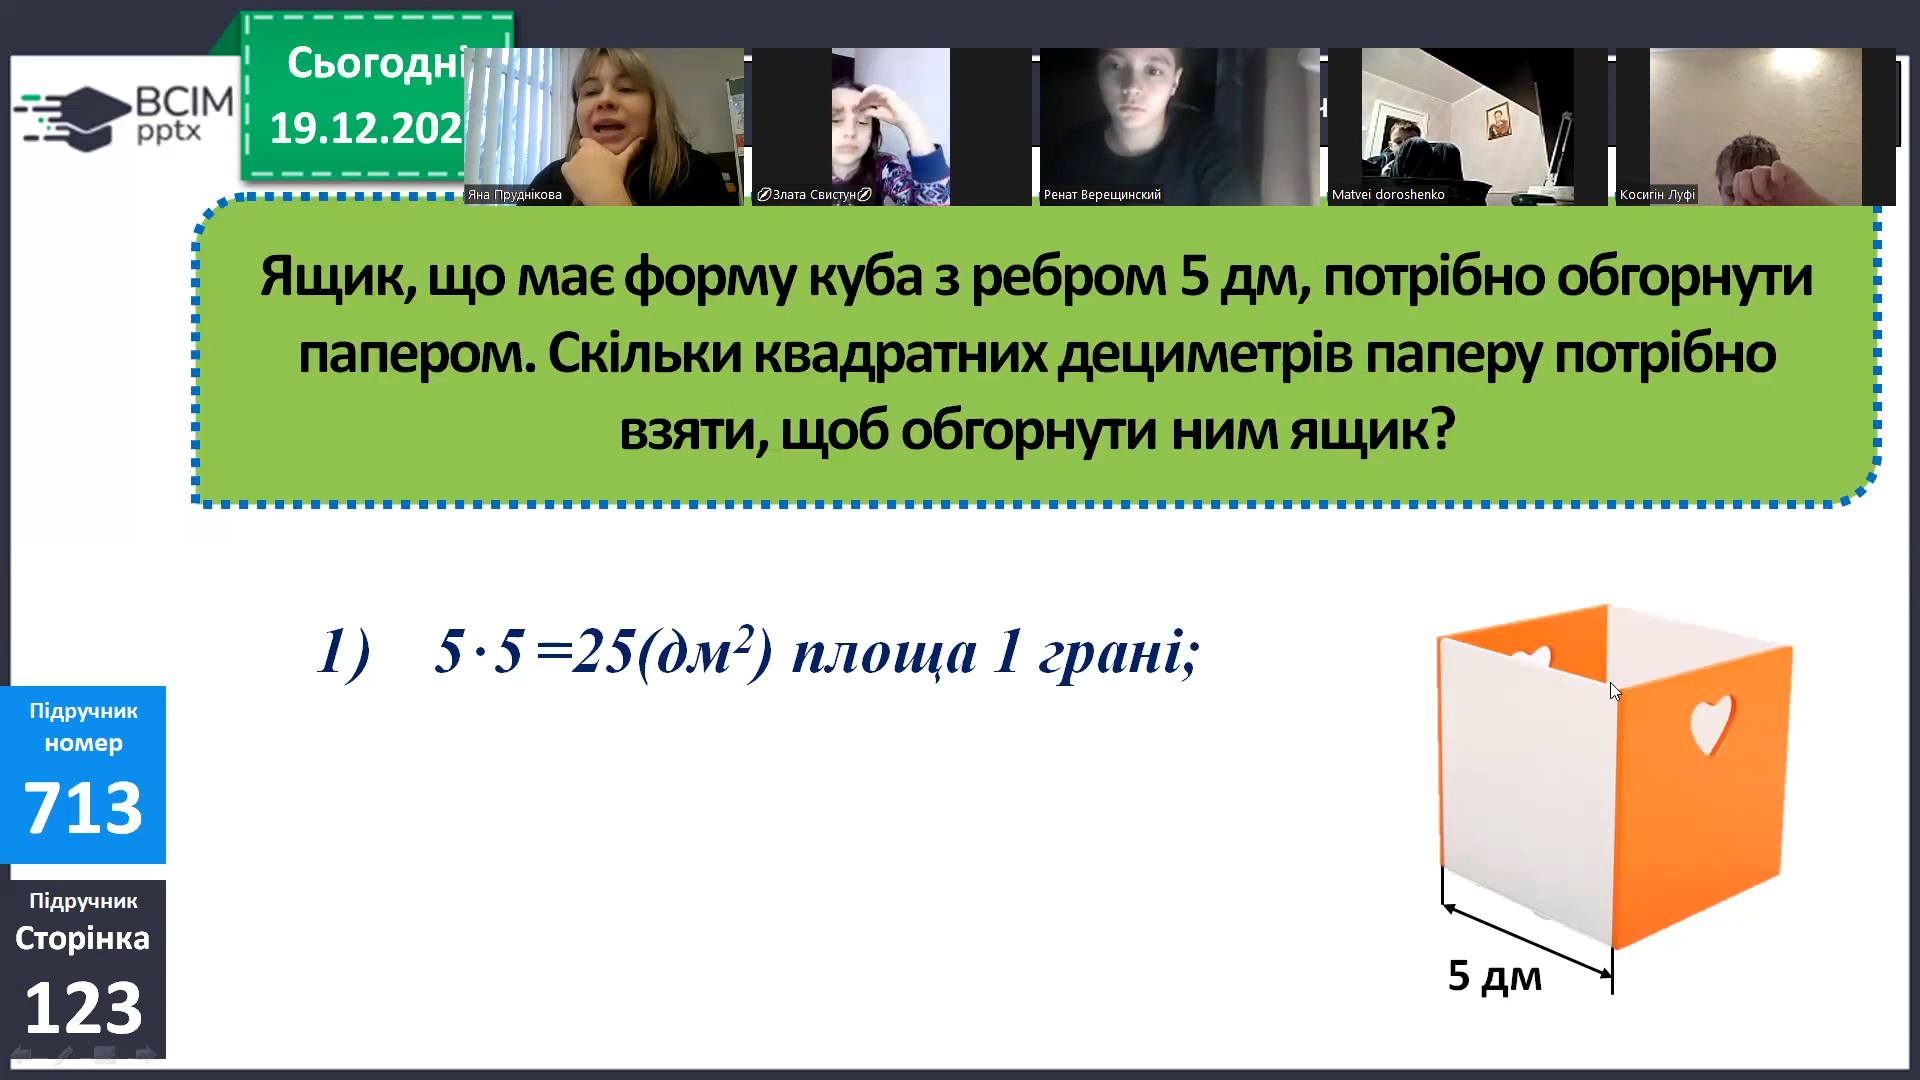 Сьогодні
19.12.202
ВСІМ
pptx
Яна Пруднікова
Злата Свистун
Ренат Верещинский
Matvei doroshenko
Косигін Луфі
Ящик, що має форму куба з ребром 5 дм, потрібно обгорнути
папером. Скільки квадратних дециметрів паперу потрібно
взяти, щоб обгорнути ним ящик?
1) 5·5=25(дм²) площа 1 грані;
5 дм
Підручник
номер
713
Підручник
Сторінка
123